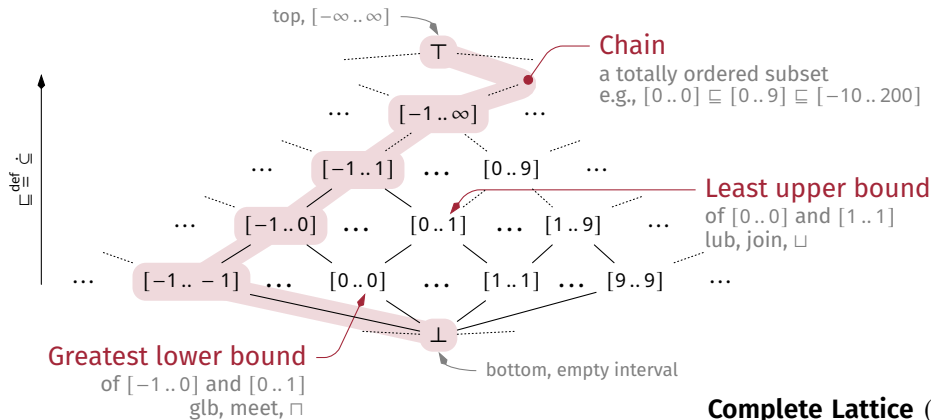 top, [−∞ .. ∞]
⊤
Chain
a totally ordered subset
e.g., [0 .. 0] ⊑ [0 .. 9] ⊑ [−10 .. 200]
⊑ def= ⊆̇
... [−1 .. ∞] ...
... [−1 .. 1] ... [0 .. 9] ...
Least upper bound
of [0 .. 0] and [1 .. 1]
lub, join, ⊔
... [−1 .. 0] ... [0 .. 1] ... [1 .. 9] ...
... [−1 .. − 1] ... [0 .. 0] ... [1 .. 1] ... [9 .. 9] ...
⊥
Greatest lower bound
of [−1 .. 0] and [0 .. 1]
glb, meet, ⊓
bottom, empty interval
Complete Lattice (